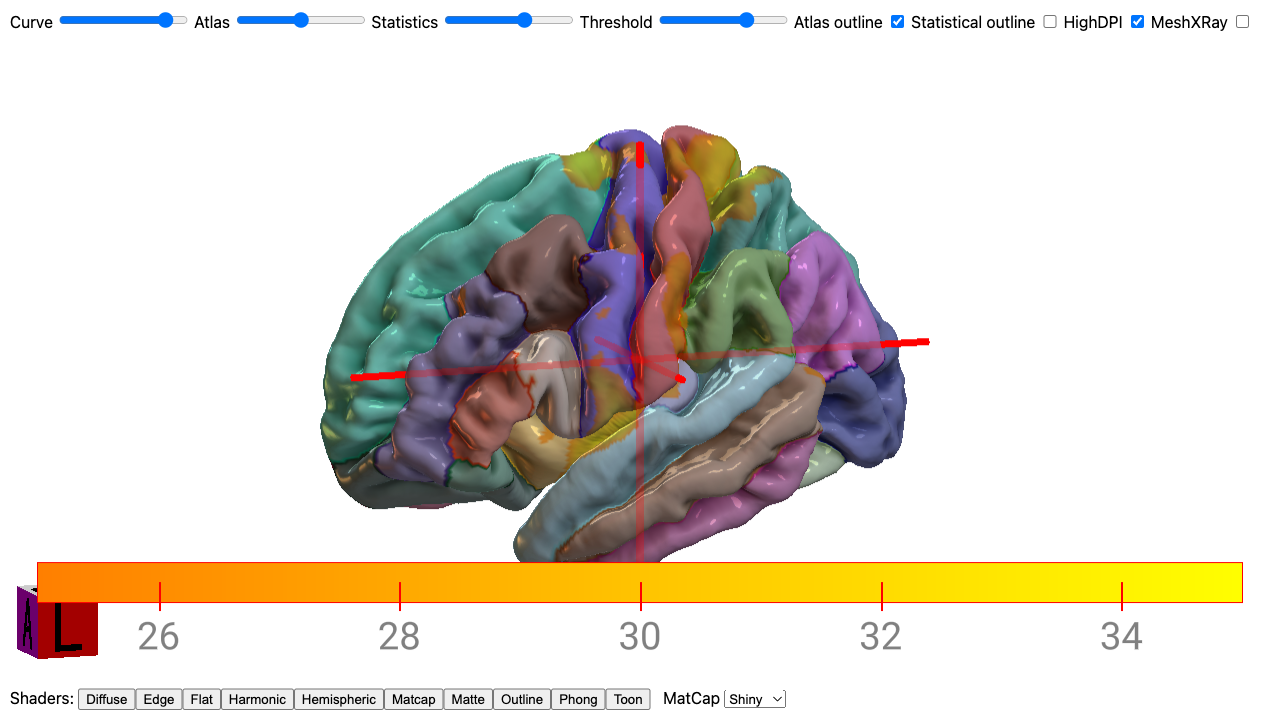 Curve Atlas Statistics Threshold Atlas outline Statistical outline HighDPI MeshXRay
A L
26 28 30 32 34
Shaders: Diffuse Edge Flat Harmonic Hemispheric Matcap Matte Outline Phong Toon MatCap Shiny